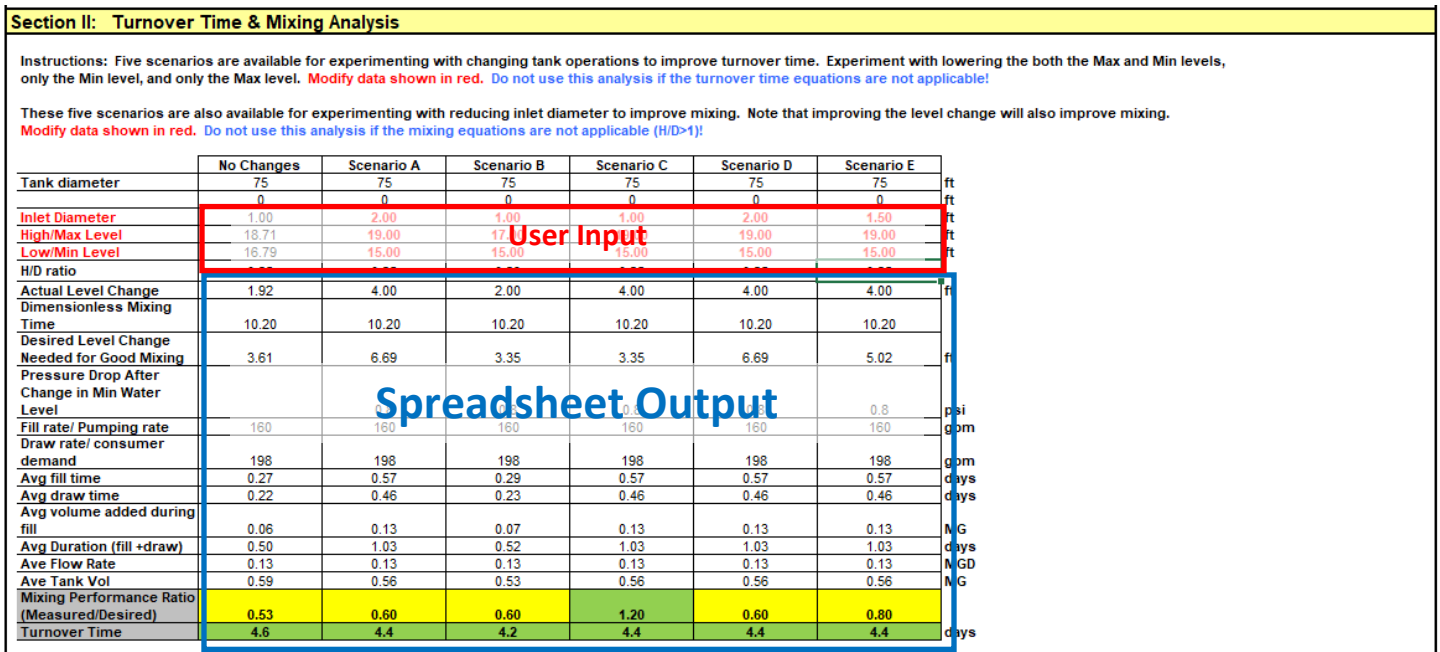 Section II: Turnover Time & Mixing Analysis
Instructions: Five scenarios are available for experimenting with changing tank operations to improve turnover time. Experiment with lowering the both the Max and Min levels,
only the Min level, and only the Max level. Modify data shown in red. Do not use this analysis if the turnover time equations are not applicable!
These five scenarios are also available for experimenting with reducing inlet diameter to improve mixing. Note that improving the level change will also improve mixing.
Modify data shown in red. Do not use this analysis if the mixing equations are not applicable (H/D>1)!
No Changes Scenario A Scenario B Scenario C Scenario D Scenario E
Tank diameter 75 75 75 75 75 75 ft
0 0 0 0 0 0 ft
Inlet Diameter 1.00 2.00 1.00 1.00 2.00 1.50 ft
High/Max Level 18.71 19.00 19.00 19.00 ft
User Input
Low/Min Level 16.79 15.00 15.00 15.00 15.00 15.00 ft
H/D ratio
Actual Level Change 1.92 4.00 2.00 4.00 4.00 4.00 ft
Dimensionless Mixing
Time 10.20 10.20 10.20 10.20 10.20 10.20
Desired Level Change
Needed for Good Mixing 3.61 6.69 3.35 3.35 6.69 5.02 ft
Pressure Drop After
Change in Min Water
Level 0.8 psi
Spreadsheet Output
Fill rate/ Pumping rate 160 160 160 160 160 160 gpm
Draw rate/ consumer
demand 198 198 198 198 198 198 gpm
Avg fill time 0.27 0.57 0.29 0.57 0.57 0.57 days
Avg draw time 0.22 0.46 0.23 0.46 0.46 0.46 days
Avg volume added during
fill 0.06 0.13 0.07 0.13 0.13 0.13 MG
Avg Duration (fill +draw) 0.50 1.03 0.52 1.03 1.03 1.03 days
Ave Flow Rate 0.13 0.13 0.13 0.13 0.13 0.13 MGD
Ave Tank Vol 0.59 0.56 0.53 0.56 0.56 0.56 MG
Mixing Performance Ratio
(Measured/Desired) 0.53 0.60 0.60 1.20 0.60 0.80
Turnover Time 4.6 4.4 4.2 4.4 4.4 4.4 days